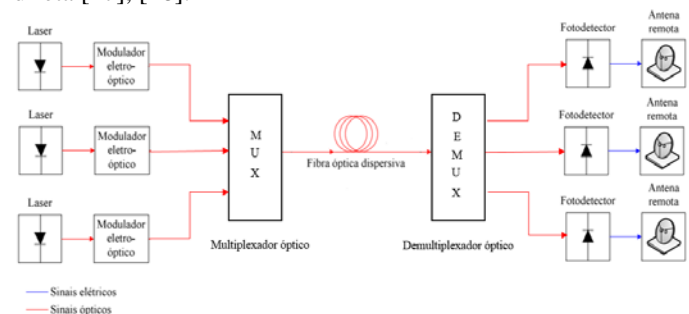 Laser
Modulador
eletro-
óptico
Laser
Modulador
eletro-
óptico
Laser
Modulador
eletro-
óptico
M
U
X
Multiplexador óptico
Fibra óptica dispersiva
D
E
M
U
X
Demultiplexador óptico
Fotodetector
Antena
remota
Fotodetector
Antena
remota
Fotodetector
Antena
remota
Sinais elétricos
Sinais ópticos